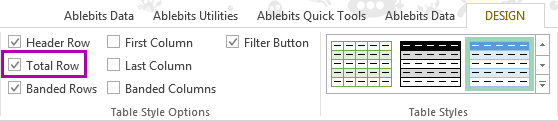 Ablebits Data Ablebits Utilities Ablebits Quick Tools Ablebits Data DESIGN
Header Row First Column Filter Button
Total Row Last Column
Banded Rows Banded Columns
Table Style Options Table Styles